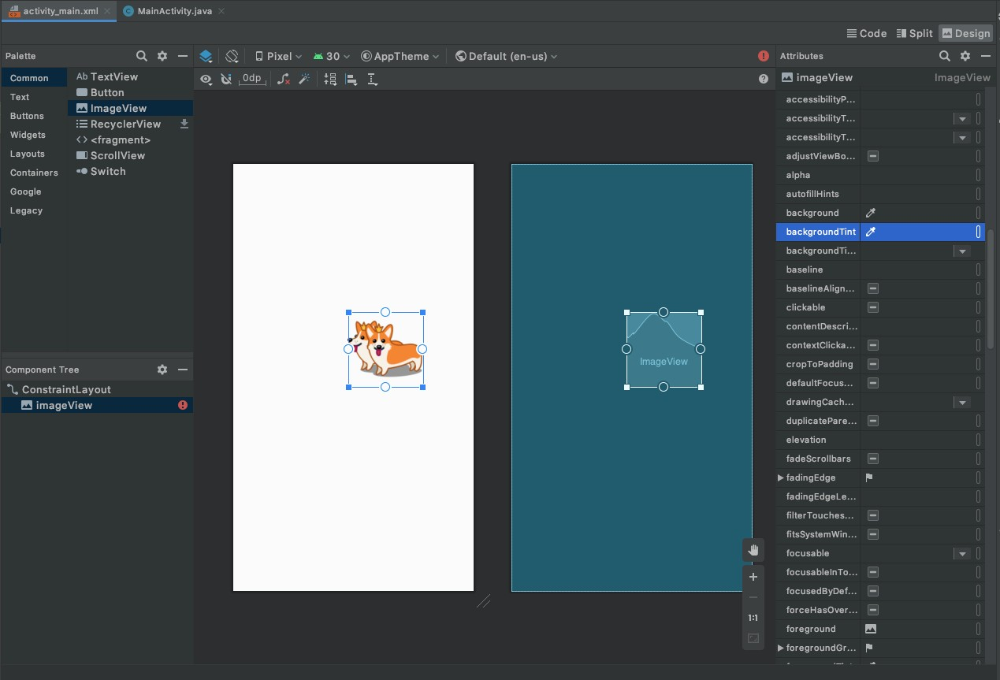 activity_main.xml
MainActivity.java
Code
Split
Design
Palette
Pixel
30
AppTheme
Default (en-us)
Attributes
Common
Text
Buttons
Widgets
Layouts
Containers
Google
Legacy
Ab TextView
Button
ImageView
RecyclerView
<fragment>
ScrollView
Switch
0dp
imageView
ImageView
accessibilityP...
accessibilityT...
accessibilityT...
adjustViewBo...
alpha
autofillHints
background
backgroundTint
backgroundTi...
baseline
baselineAlign...
clickable
contentDescri...
contextClicka...
cropToPadding
defaultFocus...
drawingCach...
duplicatePare...
elevation
fadeScrollbars
fadingEdge
fadingEdgeLe...
filterTouches...
fitsSystemWin...
focusable
focusableInTo...
focusedByDef...
forceHasOver...
foreground
foregroundGr...
ImageView
Component Tree
ConstraintLayout
imageView
1:1